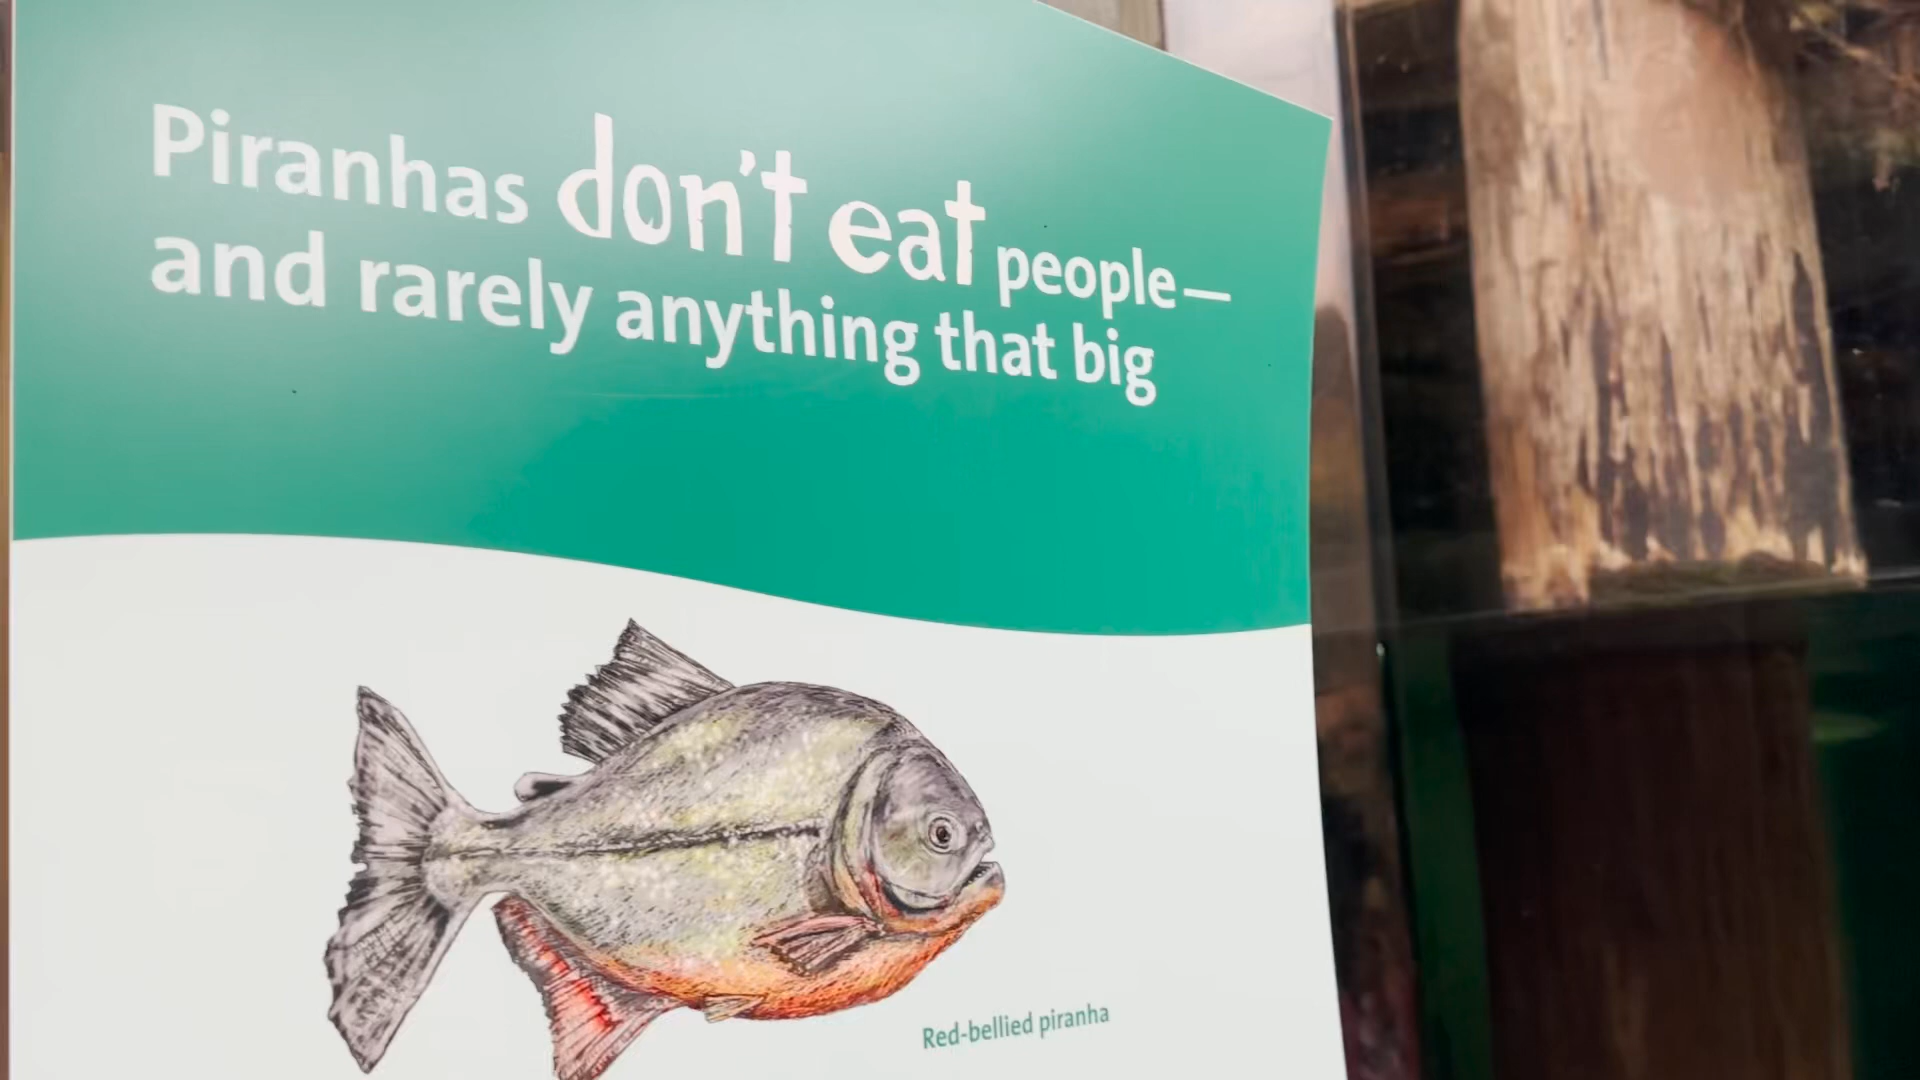 Piranhas don't eat people—
and rarely anything that big
Red-bellied piranha